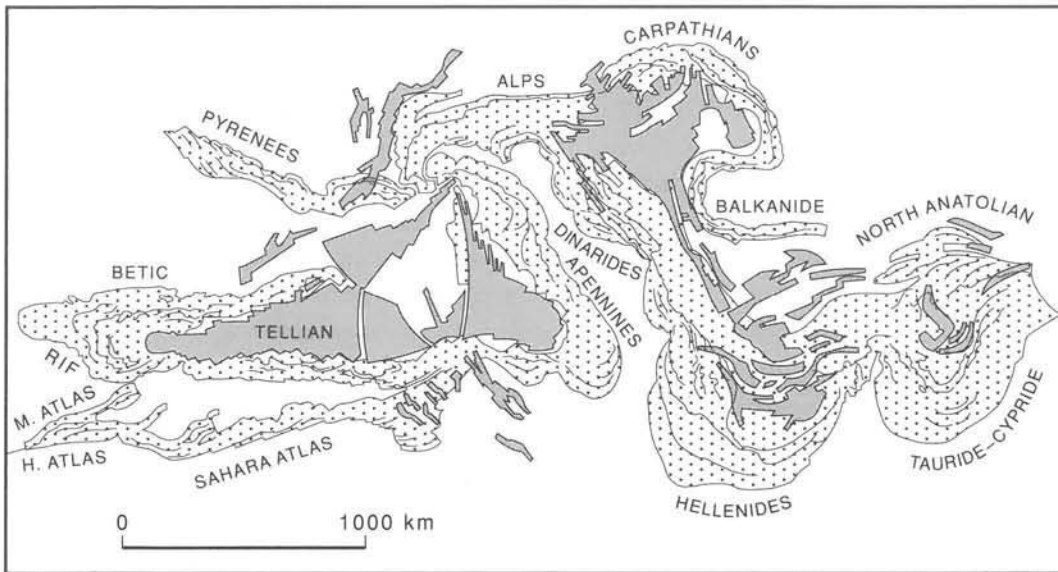 CARPATHIANS
ALPS
PYRENEES
BALKANIDE
NORTH ANATOLIAN
DINARIDES
APENNINES
BETIC
TELLIAN
RIF
M. ATLAS
H. ATLAS
SAHARA ATLAS
TAURIDE-CYPRIDE
HELLENIDES
0 1000 km